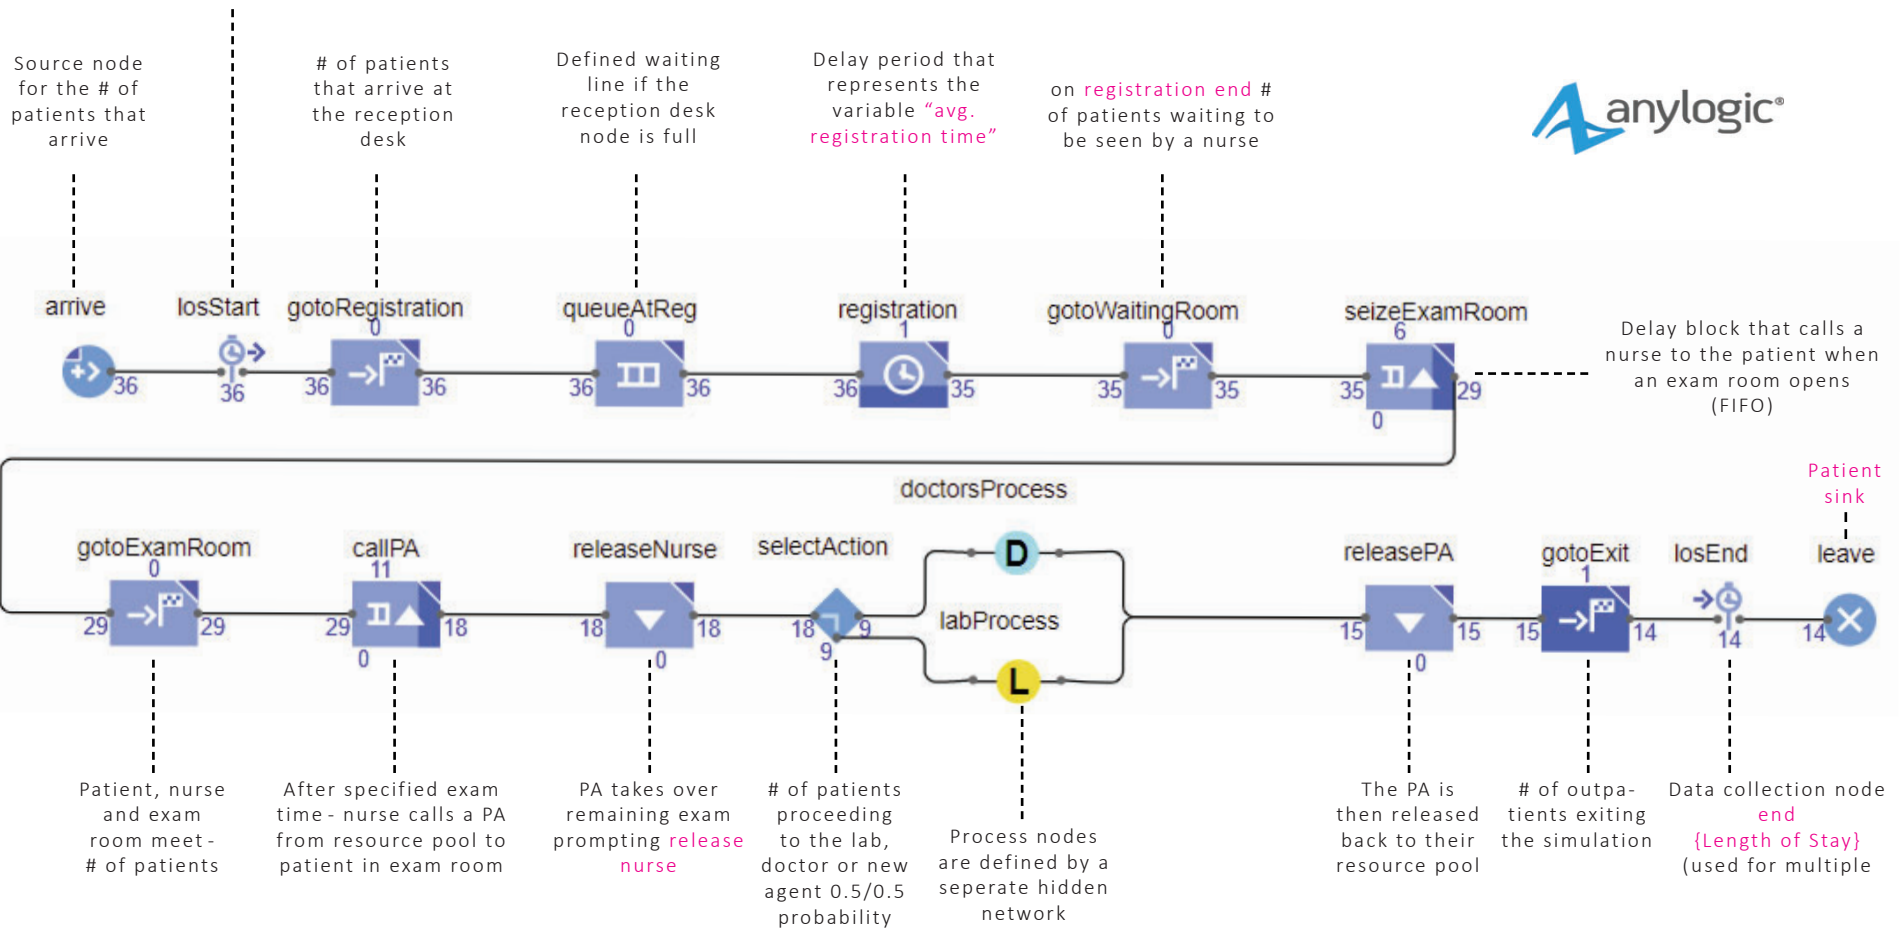 Source node
for the # of
patients that
arrive
# of patients
that arrive at
the reception
desk
Defined waiting
line if the
reception desk
node is full
Delay period that
represents the
variable “avg.
registration time”
on registration end #
of patients waiting to
be seen by a nurse
anylogic®
arrive
36
losStart
36
gotoRegistration
0
36
36
queueAtReg
0
36
36
registration
1
36
35
gotoWaitingRoom
0
35
35
seizeExamRoom
6
35
29
0
Delay block that calls a
nurse to the patient when
an exam room opens
(FIFO)
gotoExamRoom
0
29
29
callPA
11
29
18
0
releaseNurse
18
18
0
selectAction
18
9
9
doctorsProcess
D
labProcess
L
releasePA
15
15
0
gotoExit
1
15
14
losEnd
14
Patient
sink
leave
14
Patient, nurse
and exam
room meet -
# of patients
After specified exam
time - nurse calls a PA
from resource pool to
patient in exam room
PA takes over
remaining exam
prompting release
nurse
# of patients
proceeding
to the lab,
doctor or new
agent 0.5/0.5
probability
Process nodes
are defined by a
seperate hidden
network
The PA is
then released
back to their
resource pool
# of outpa-
tients exiting
the simulation
Data collection node
end
{Length of Stay}
(used for multiple